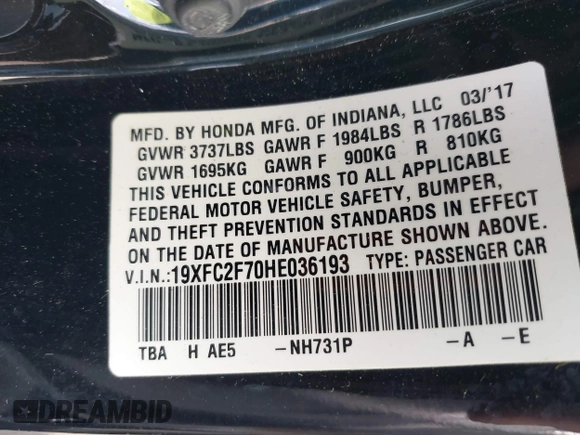 MFD. BY HONDA MFG. OF INDIANA, LLC 03/'17
GVWR 3737LBS GAWR F 1984LBS R 1786LBS
GVWR 1695KG GAWR F 900KG R 810KG
THIS VEHICLE CONFORMS TO ALL APPLICABLE
FEDERAL MOTOR VEHICLE SAFETY, BUMPER,
AND THEFT PREVENTION STANDARDS IN EFFECT
ON THE DATE OF MANUFACTURE SHOWN ABOVE.
V.I.N.:19XFC2F70HE036193 TYPE: PASSENGER CAR
TBA H AE5 -NH731P -A -E
DREAMBID